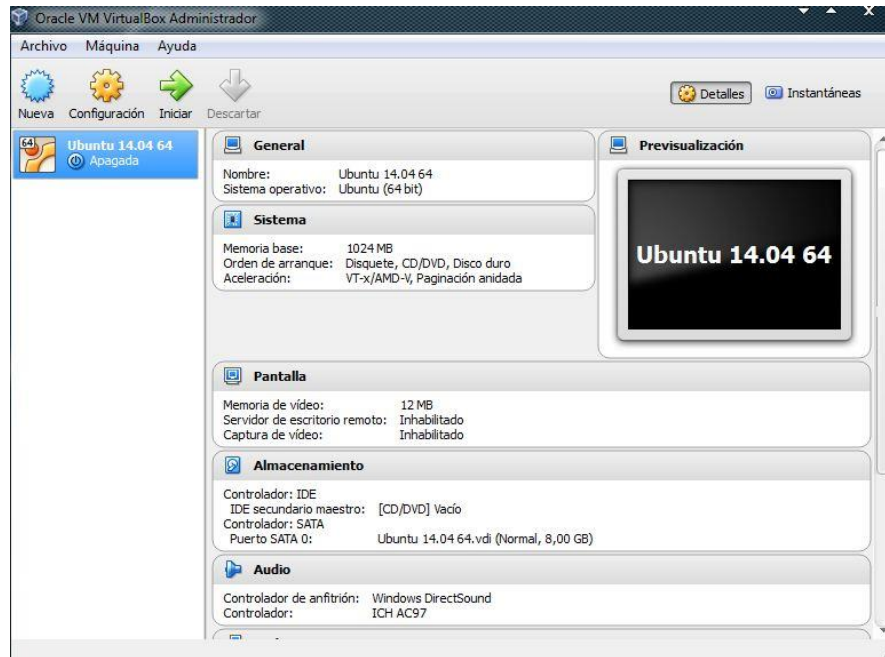 Oracle VM VirtualBox Administrador
Archivo Máquina Ayuda
Nueva Configuración Iniciar Descartar
Detalles Instantáneas
64 Ubuntu 14.04 64
Apagada
General
Nombre: Ubuntu 14.04 64
Sistema operativo: Ubuntu (64 bit)
Previsualización
Ubuntu 14.04 64
Sistema
Memoria base: 1024 MB
Orden de arranque: Disquete, CD/DVD, Disco duro
Aceleración: VT-x/AMD-V, Paginación anidada
Pantalla
Memoria de vídeo: 12 MB
Servidor de escritorio remoto: Inhabilitado
Captura de vídeo: Inhabilitado
Almacenamiento
Controlador: IDE
IDE secundario maestro: [CD/DVD] Vacío
Controlador: SATA
Puerto SATA 0: Ubuntu 14.04 64.vdi (Normal, 8,00 GB)
Audio
Controlador de anfitrión: Windows DirectSound
Controlador: ICH AC97